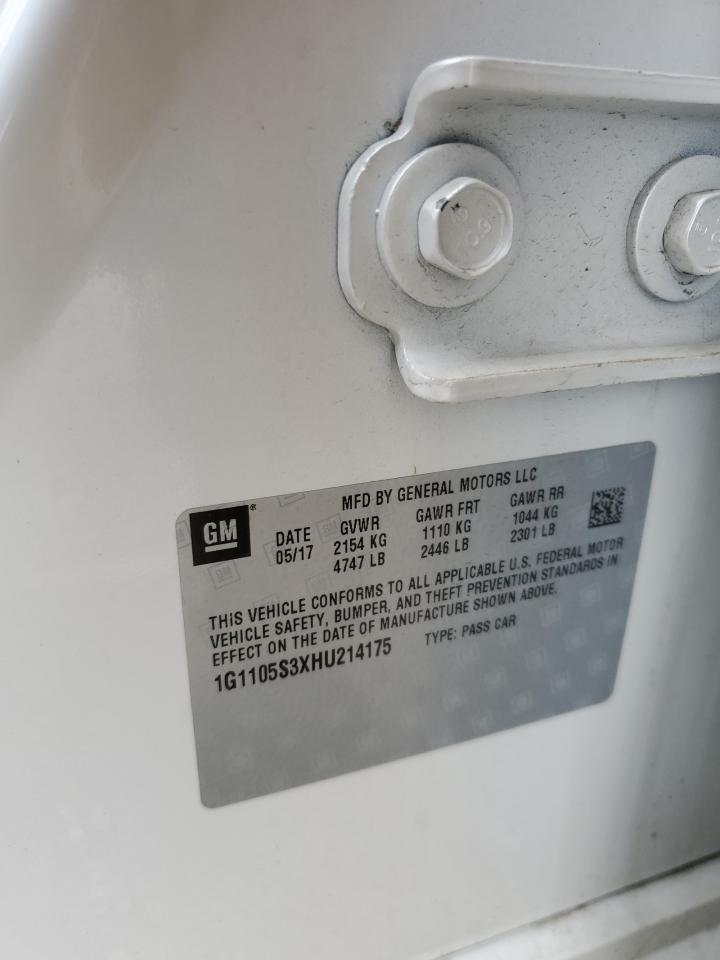 MFD BY GENERAL MOTORS LLC
GM ®
DATE GVWR GAWR FRT GAWR RR
05/17 2154 KG 1110 KG 1044 KG
4747 LB 2446 LB 2301 LB
THIS VEHICLE CONFORMS TO ALL APPLICABLE U.S. FEDERAL MOTOR
VEHICLE SAFETY, BUMPER, AND THEFT PREVENTION STANDARDS IN
EFFECT ON THE DATE OF MANUFACTURE SHOWN ABOVE.
1G1105S3XHU214175 TYPE: PASS CAR